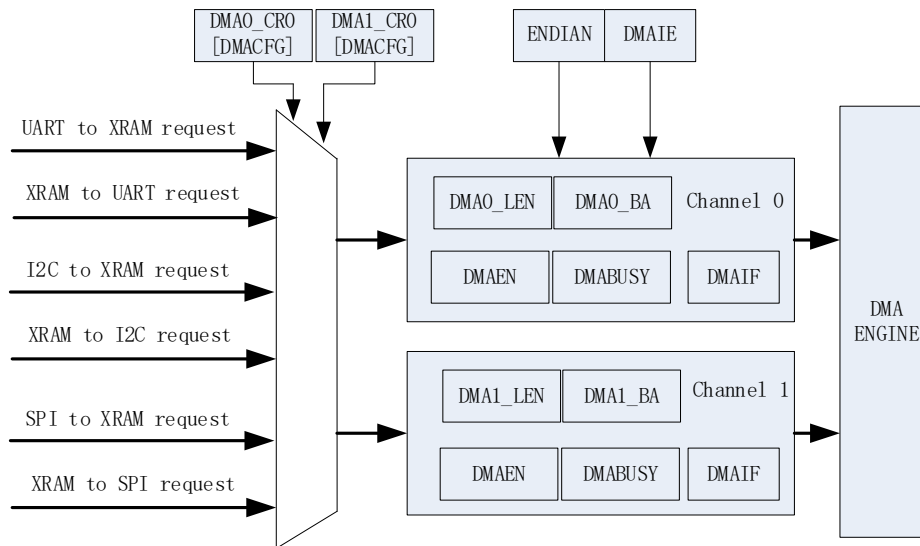 DMA0_CR0
[DMACFG]
DMA1_CR0
[DMACFG]
ENDIAN
DMAIE
UART to XRAM request
XRAM to UART request
I2C to XRAM request
XRAM to I2C request
SPI to XRAM request
XRAM to SPI request
DMA0_LEN
DMA0_BA
Channel 0
DMAEN
DMABUSY
DMAIF
DMA1_LEN
DMA1_BA
Channel 1
DMAEN
DMABUSY
DMAIF
DMA
ENGINE